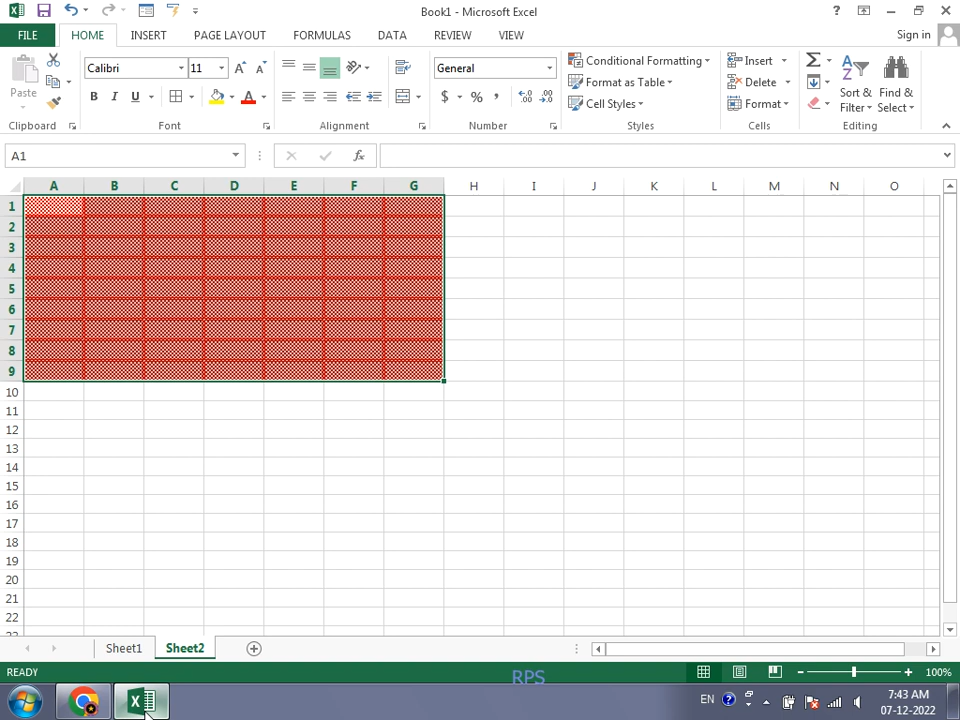 Book1 - Microsoft Excel
FILE HOME INSERT PAGE LAYOUT FORMULAS DATA REVIEW VIEW Sign in
Paste Calibri 11 General Conditional Formatting Insert Sort & Find &
Format as Table Delete Filter Select
B I U A $ % , .00 Cell Styles Format
Clipboard Font Alignment Number Styles Cells Editing
A1 fx
A B C D E F G H I J K L M N O
1
2
3
4
5
6
7
8
9
10
11
12
13
14
15
16
17
18
19
20
21
22
23
Sheet1 Sheet2
READY 100%
RPS
EN 7:43 AM
07-12-2022